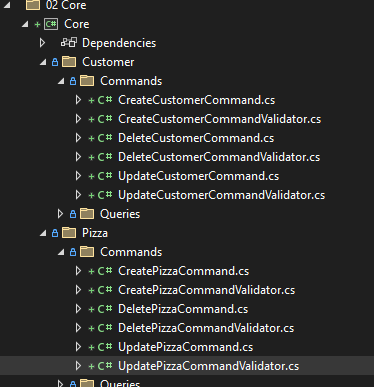 02 Core
C# Core
Dependencies
Customer
Commands
C# CreateCustomerCommand.cs
C# CreateCustomerCommandValidator.cs
C# DeleteCustomerCommand.cs
C# DeleteCustomerCommandValidator.cs
C# UpdateCustomerCommand.cs
C# UpdateCustomerCommandValidator.cs
Queries
Pizza
Commands
C# CreatePizzaCommand.cs
C# CreatePizzaCommandValidator.cs
C# DeletePizzaCommand.cs
C# DeletePizzaCommandValidator.cs
C# UpdatePizzaCommand.cs
C# UpdatePizzaCommandValidator.cs
Queries